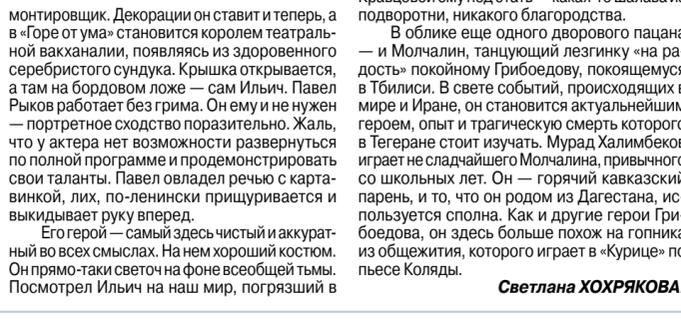 монтировщик. Декорации он ставит и теперь, а
в «Горе от ума» становится королем театраль-
ной вакханалии, появляясь из здоровенного
серебристого сундука. Крышка открывается,
а там на бордовом ложе — сам Ильич. Павел
Рыков работает без грима. Он ему и не нужен
— портретное сходство поразительно. Жаль,
что у актера нет возможности развернуться
по полной программе и продемонстрировать
свои таланты. Павел овладел речью с карта-
винкой, лих, по-ленински прищуривается и
выкидывает руку вперед.
Его герой — самый здесь чистый и аккурат-
ный во всех смыслах. На нем хороший костюм.
Он прямо-таки светоч на фоне всеобщей тьмы.
Посмотрел Ильич на наш мир, погрязший в
подворотни, никакого благородства.
В облике еще одного дворового пацана
— и Молчалин, танцующий лезгинку «на ра-
дость» покойному Грибоедову, покоящемуся
в Тбилиси. В свете событий, происходящих в
мире и Иране, он становится актуальнейшим
героем, опыт и трагическую смерть которого
в Тегеране стоит изучать. Мурад Халимбеков
играет не сладчайшего Молчалина, привычного
со школьных лет. Он — горячий кавказский
парень, и то, что он родом из Дагестана, ис-
пользуется сполна. Как и другие герои Гри-
боедова, он здесь больше похож на гопника
из общежития, которого играет в «Курице» по
пьесе Коляды.
Светлана ХОХРЯКОВА.